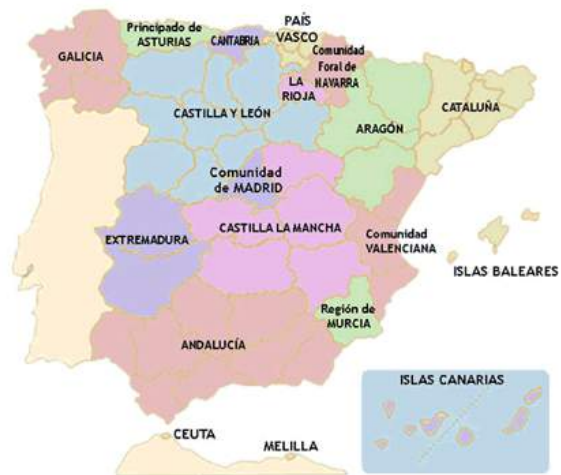 PAÍS
VASCO
Principado de
ASTURIAS
CANTABRIA
GALICIA
Comunidad
Foral de
NAVARRA
LA
RIOJA
CATALUÑA
CASTILLA Y LEÓN
ARAGÓN
Comunidad
de MADRID
EXTREMADURA
CASTILLA LA MANCHA
Comunidad
VALENCIANA
ISLAS BALEARES
Región de
MURCIA
ANDALUCÍA
ISLAS CANARIAS
CEUTA
MELILLA